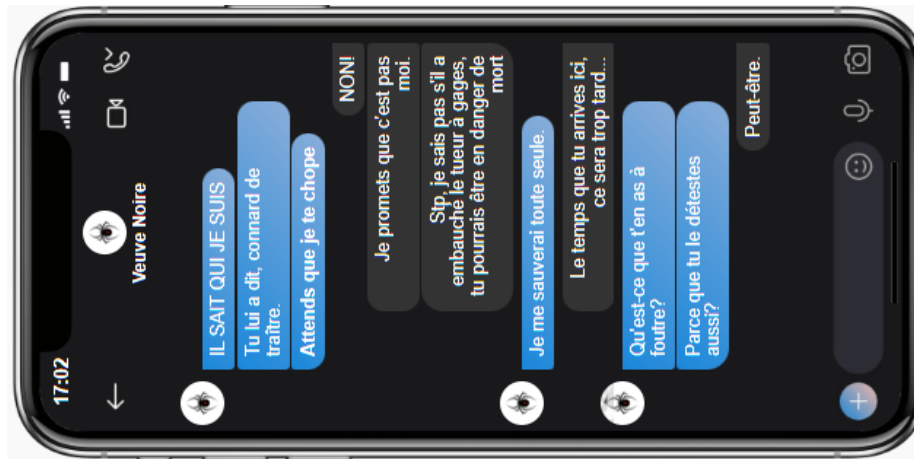 17:02
Veuve Noire
IL SAIT QUI JE SUIS
Tu lui a dit, connard de
traître.
Attends que je te chope
NON!
Je promets que c'est pas
moi.
Stp, je sais pas s'il a
embauché le tueur à gages,
tu pourrais être en danger de
mort
Je me sauverai toute seule.
Le temps que tu arrives ici,
ce sera trop tard...
Qu'est-ce que t'en as à
foutre?
Parce que tu le détestes
aussi?
Peut-être.